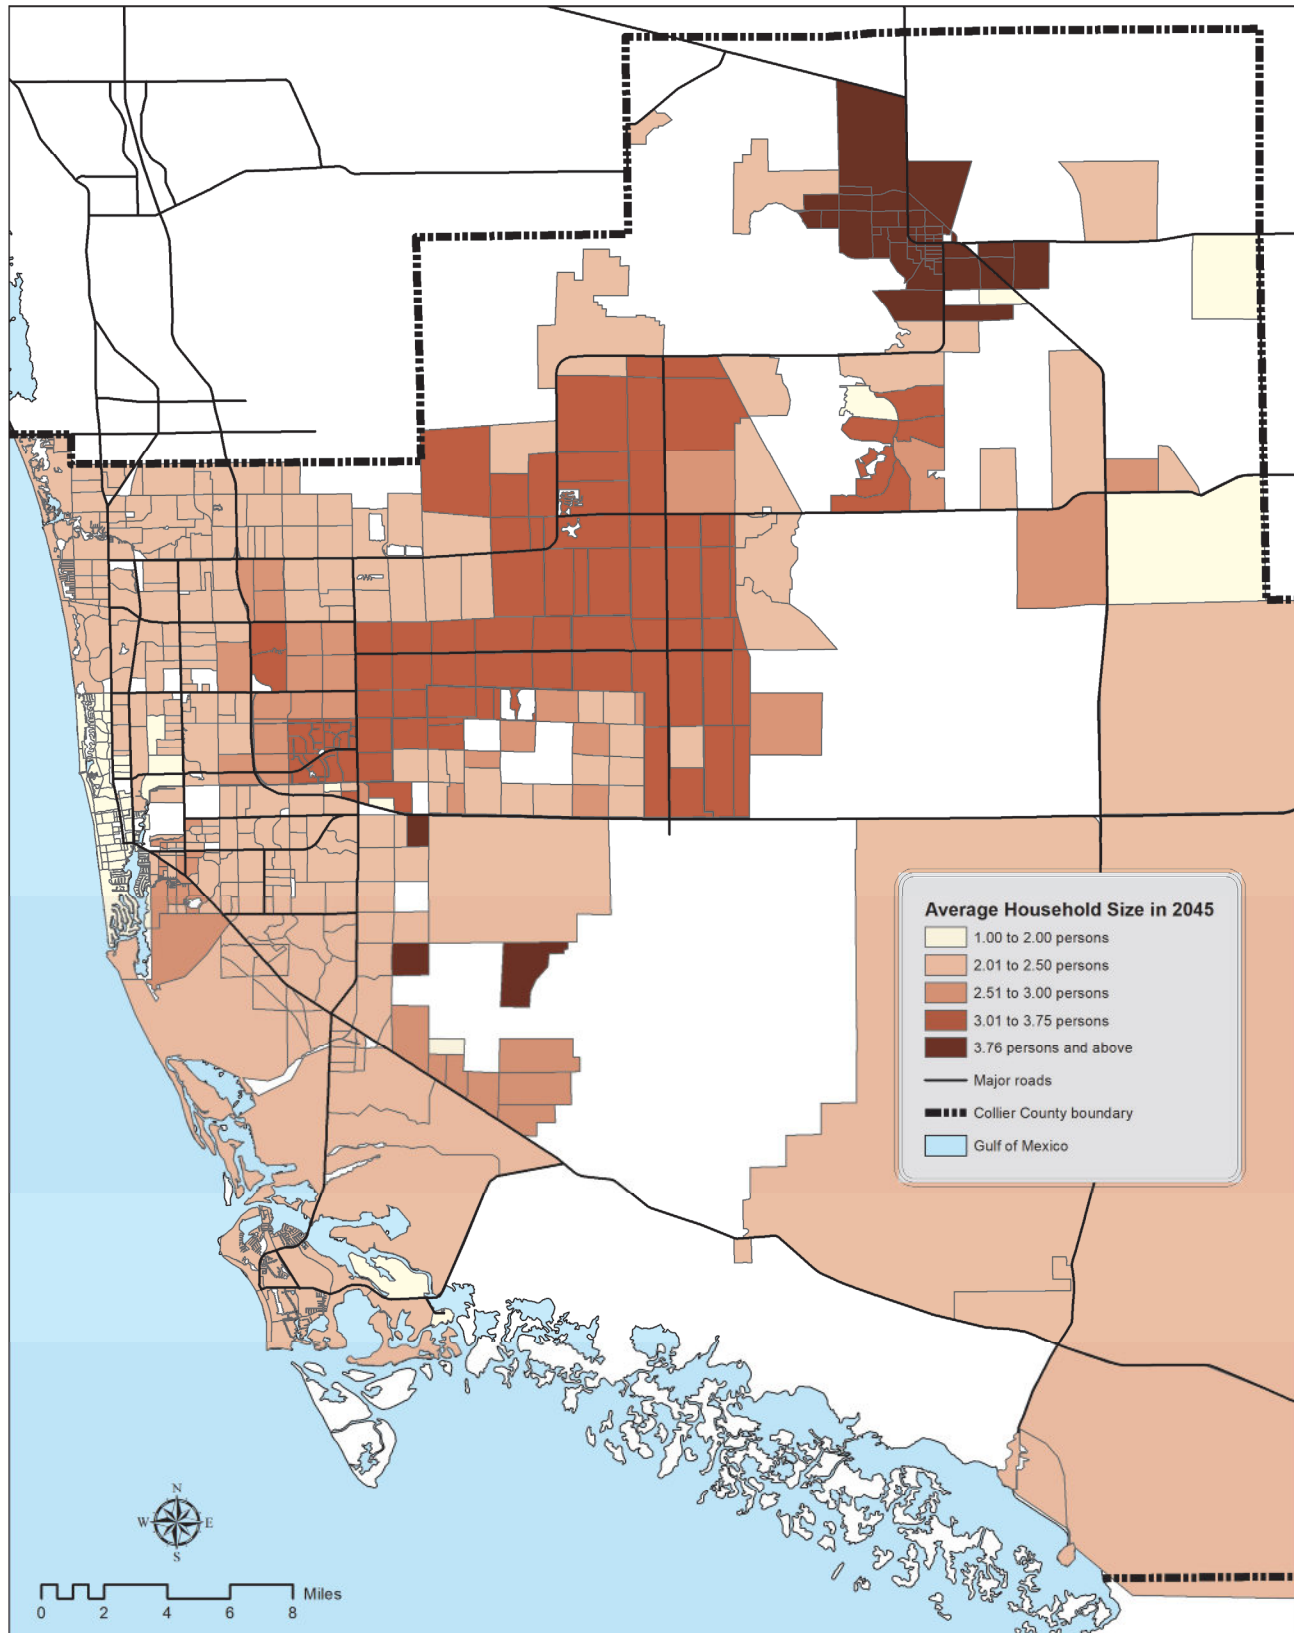 Average Household Size in 2045
1.00 to 2.00 persons
2.01 to 2.50 persons
2.51 to 3.00 persons
3.01 to 3.75 persons
3.76 persons and above
Major roads
Collier County boundary
Gulf of Mexico
N
W E
S
Miles
0 2 4 6 8